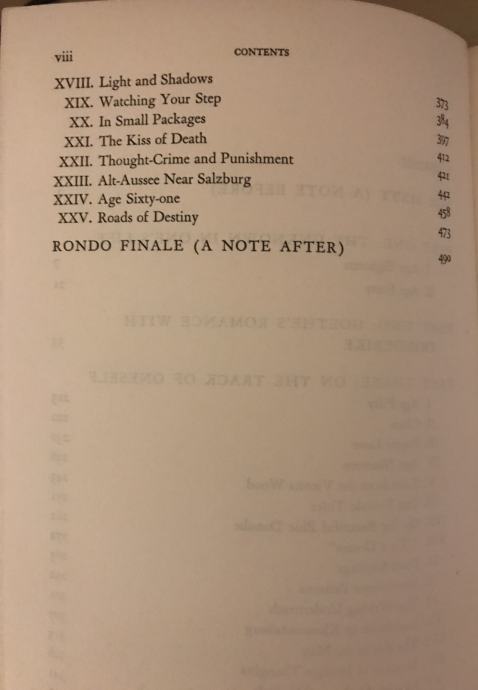 viii CONTENTS
XVIII. Light and Shadows 373
XIX. Watching Your Step 384
XX. In Small Packages 397
XXI. The Kiss of Death 412
XXII. Thought-Crime and Punishment 421
XXIII. Alt-Aussee Near Salzburg 442
XXIV. Age Sixty-one 458
XXV. Roads of Destiny 473
RONDO FINALE (A NOTE AFTER) 490